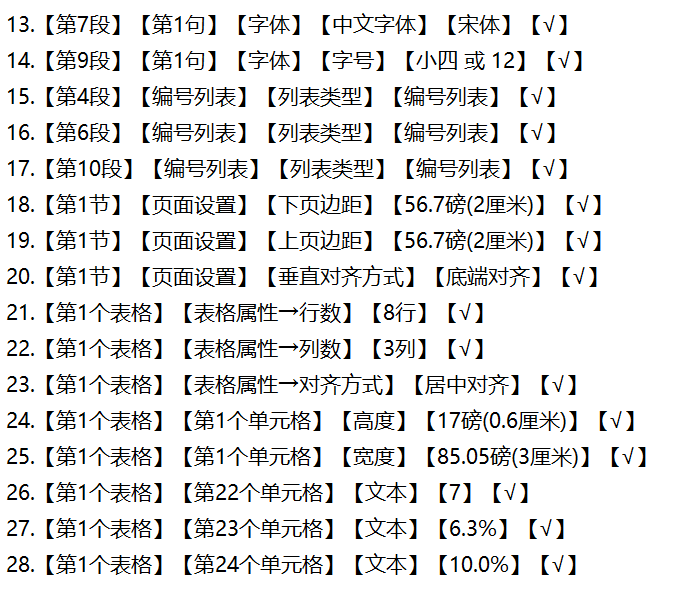 13.【第7段】【第1句】【字体】【中文字体】【宋体】【√】
14.【第9段】【第1句】【字体】【字号】【小四 或 12】【√】
15.【第4段】【编号列表】【列表类型】【编号列表】【√】
16.【第6段】【编号列表】【列表类型】【编号列表】【√】
17.【第10段】【编号列表】【列表类型】【编号列表】【√】
18.【第1节】【页面设置】【下页边距】【56.7磅(2厘米)】【√】
19.【第1节】【页面设置】【上页边距】【56.7磅(2厘米)】【√】
20.【第1节】【页面设置】【垂直对齐方式】【底端对齐】【√】
21.【第1个表格】【表格属性→行数】【8行】【√】
22.【第1个表格】【表格属性→列数】【3列】【√】
23.【第1个表格】【表格属性→对齐方式】【居中对齐】【√】
24.【第1个表格】【第1个单元格】【高度】【17磅(0.6厘米)】【√】
25.【第1个表格】【第1个单元格】【宽度】【85.05磅(3厘米)】【√】
26.【第1个表格】【第22个单元格】【文本】【7】【√】
27.【第1个表格】【第23个单元格】【文本】【6.3%】【√】
28.【第1个表格】【第24个单元格】【文本】【10.0%】【√】